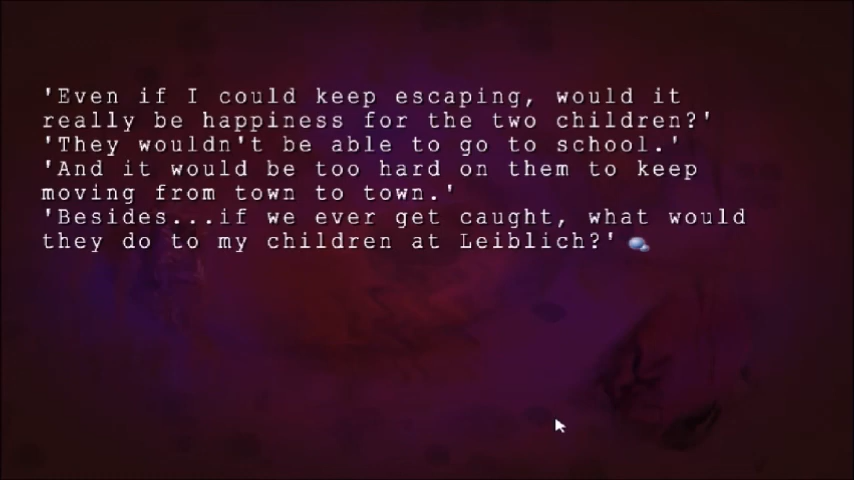 'Even if I could keep escaping, would it
really be happiness for the two children?'
'They wouldn't be able to go to school.'
'And it would be too hard on them to keep
moving from town to town.'
'Besides...if we ever get caught, what would
they do to my children at Leiblich?'